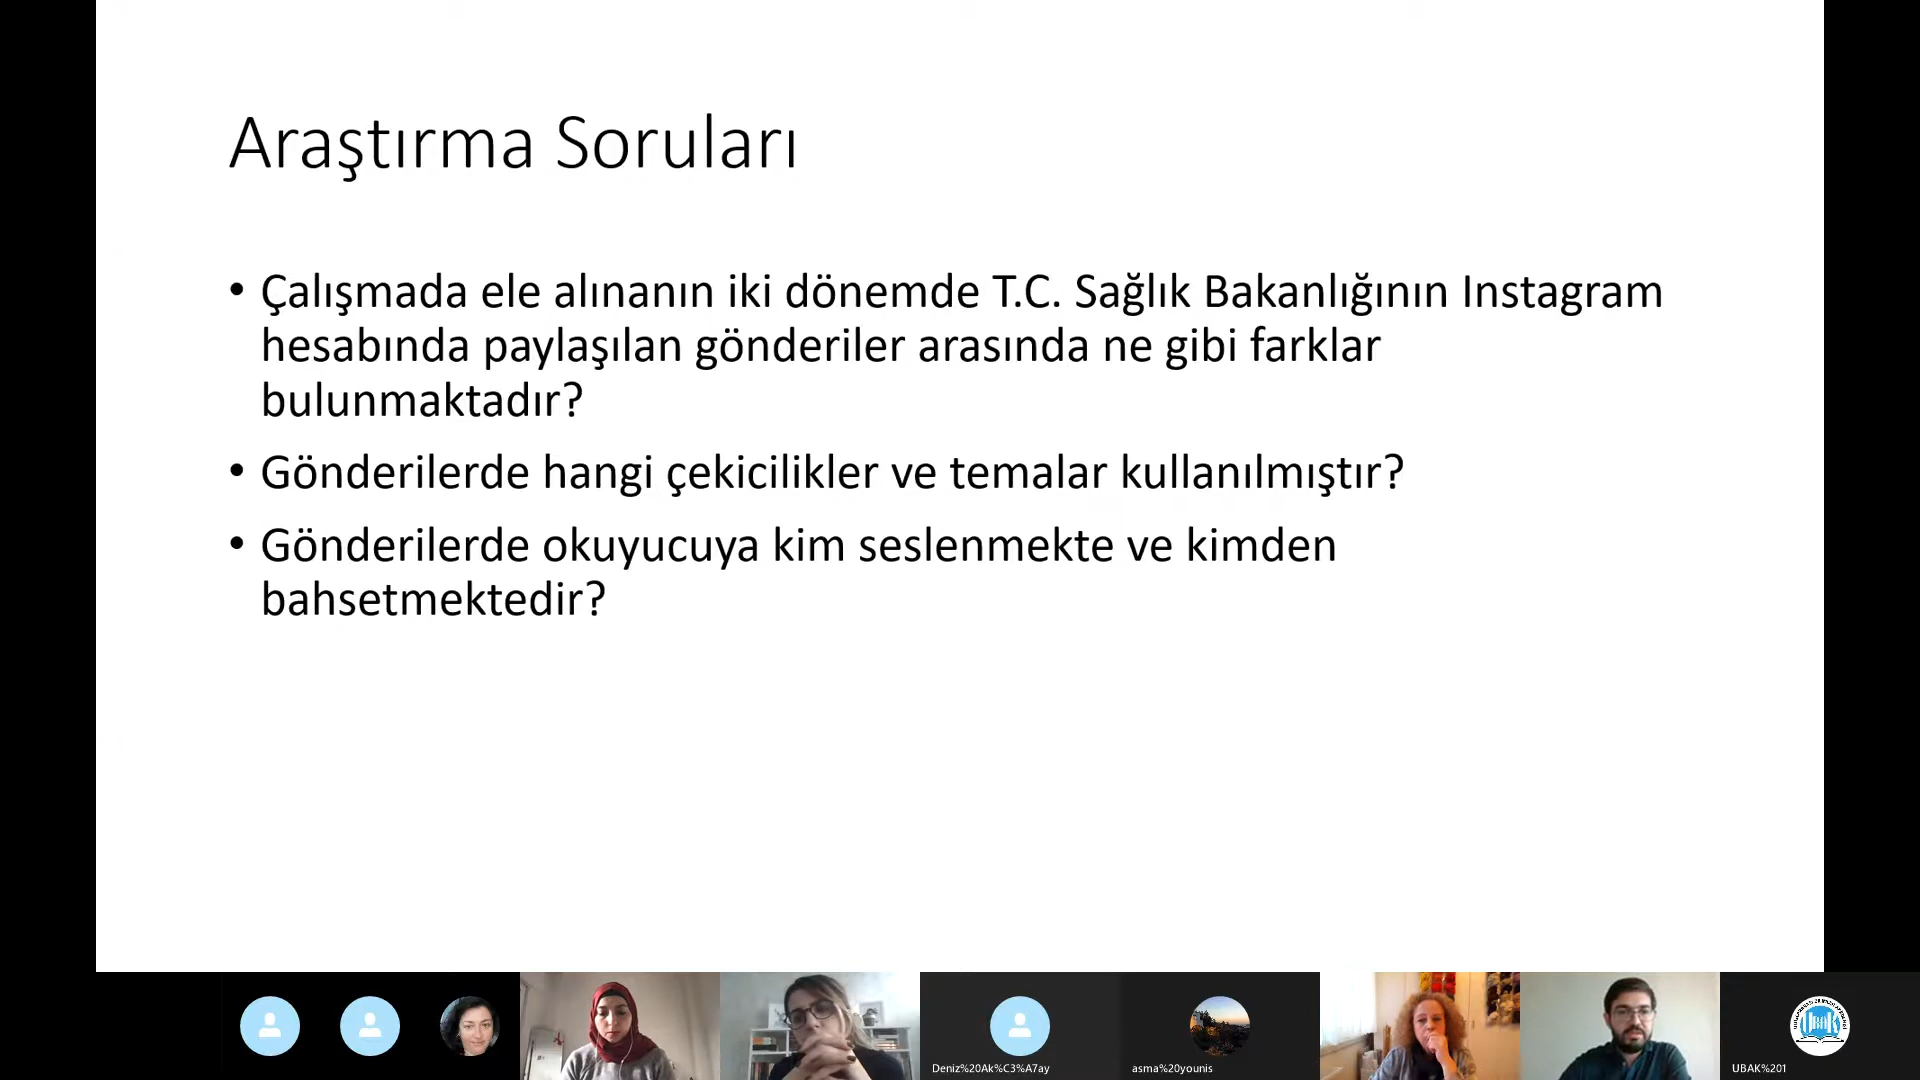 Araştırma Soruları
• Çalışmada ele alınanın iki dönemde T.C. Sağlık Bakanlığının Instagram
hesabında paylaşılan gönderiler arasında ne gibi farklar
bulunmaktadır?
• Gönderilerde hangi çekicilikler ve temalar kullanılmıştır?
• Gönderilerde okuyucuya kim seslenmekte ve kimden
bahsetmektedir?
Deniz%20Ak%C3%A7ay
asma%20younis
UBAK
UBAK%201